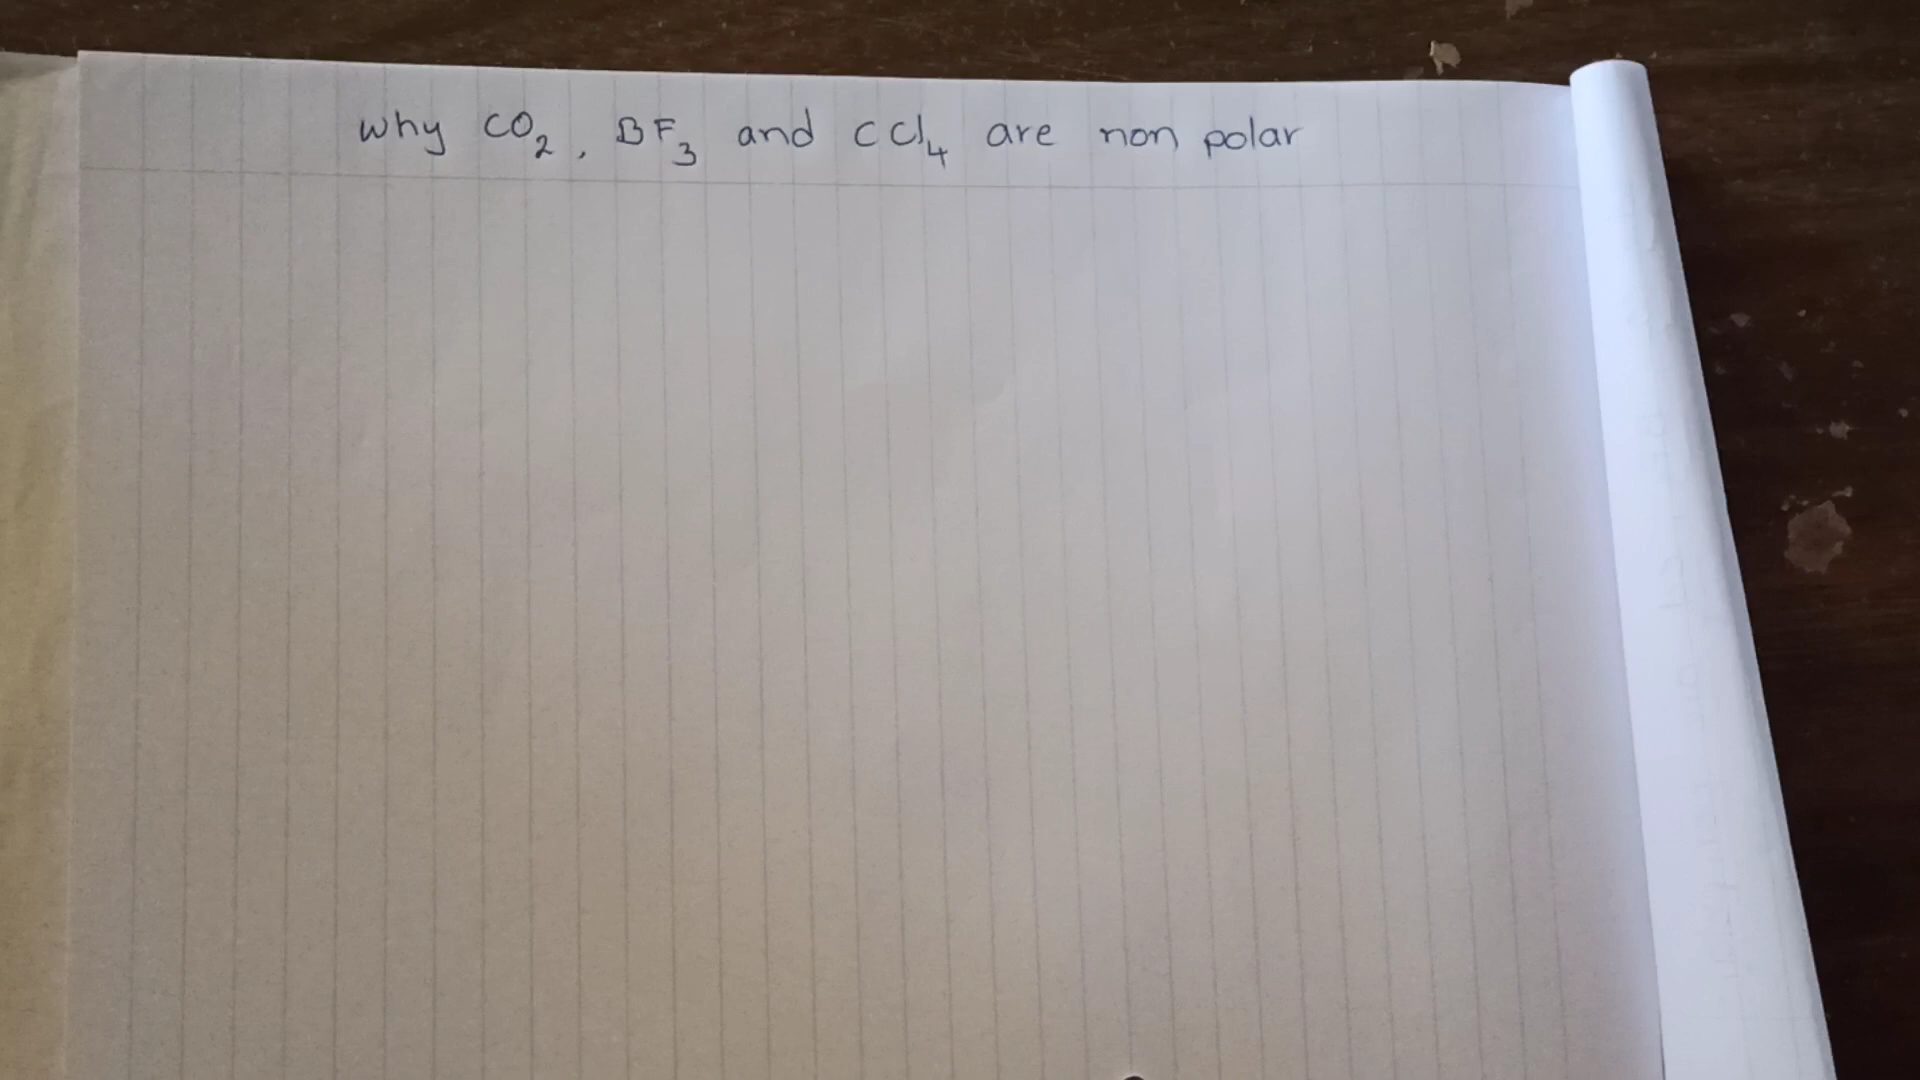 why CO₂, BF₃ and CCl₄ are non polar